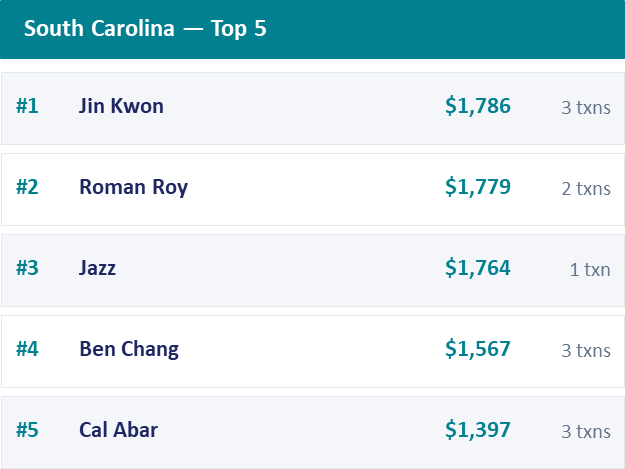 South Carolina — Top 5
#1 Jin Kwon $1,786 3 txns
#2 Roman Roy $1,779 2 txns
#3 Jazz $1,764 1 txn
#4 Ben Chang $1,567 3 txns
#5 Cal Abar $1,397 3 txns